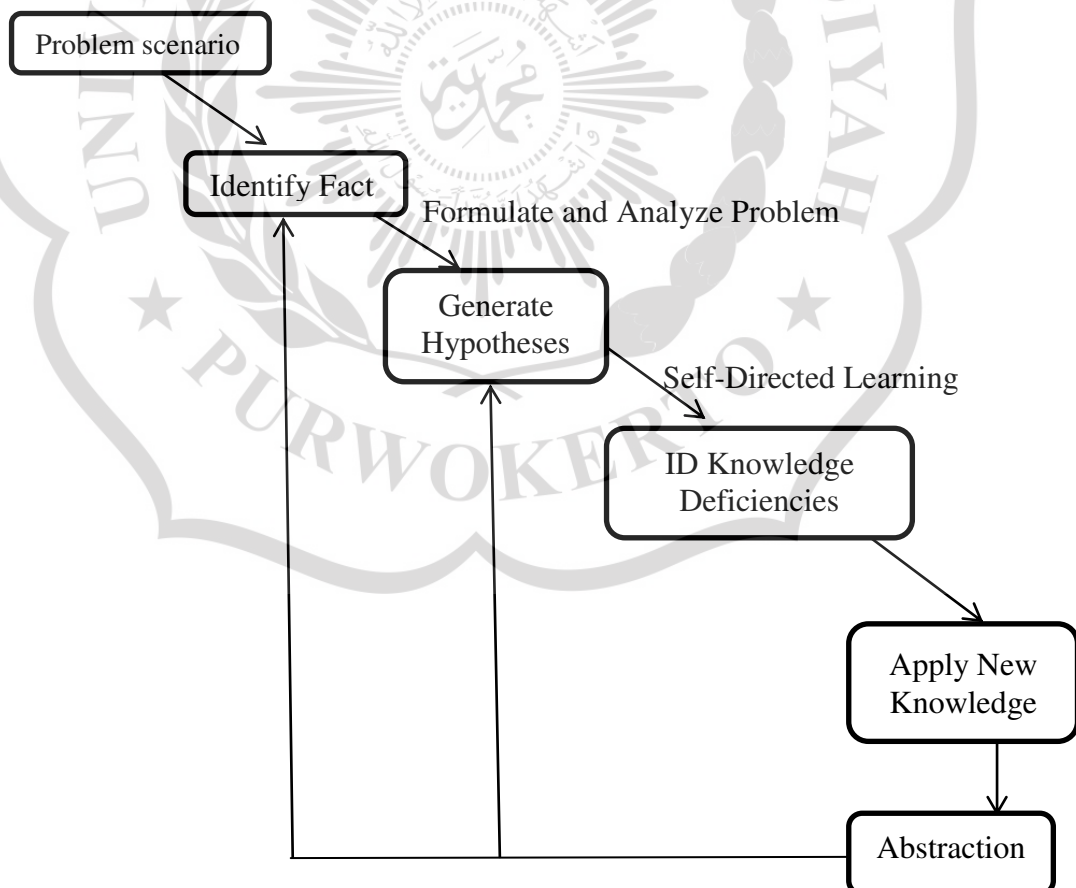 Problem scenario
Identify Fact
Formulate and Analyze Problem
Generate
Hypotheses
Self-Directed Learning
ID Knowledge
Deficiencies
Apply New
Knowledge
Abstraction
PURWOKERTO